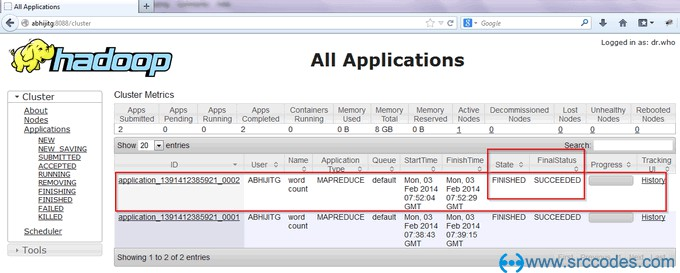 All Applications
abhijitg:8088/cluster
Google
Logged in as: dr.who
hadoop
All Applications
Cluster
About
Nodes
Applications
NEW
NEW_SAVING
SUBMITTED
ACCEPTED
RUNNING
REMOVING
FINISHING
FINISHED
FAILED
KILLED
Scheduler
Tools
Cluster Metrics
Apps Submitted Apps Pending Apps Running Apps Completed Containers Running Memory Used Memory Total Memory Reserved Active Nodes Decommissioned Nodes Lost Nodes Unhealthy Nodes Rebooted Nodes
2 0 0 2 0 0 B 8 GB 0 B 1 0 0 0 0
Show 20 entries Search:
ID User Name Application Type Queue StartTime FinishTime State FinalStatus Progress Tracking UI
application_1391412385921_0002 ABHIJITG word count MAPREDUCE default Mon, 03 Feb 2014 07:52:04 GMT Mon, 03 Feb 2014 07:52:29 GMT FINISHED SUCCEEDED History
application_1391412385921_0001 ABHIJITG word count MAPREDUCE default Mon, 03 Feb 2014 07:38:43 GMT Mon, 03 Feb 2014 07:39:15 GMT FINISHED SUCCEEDED History
Showing 1 to 2 of 2 entries
www.srccodes.com